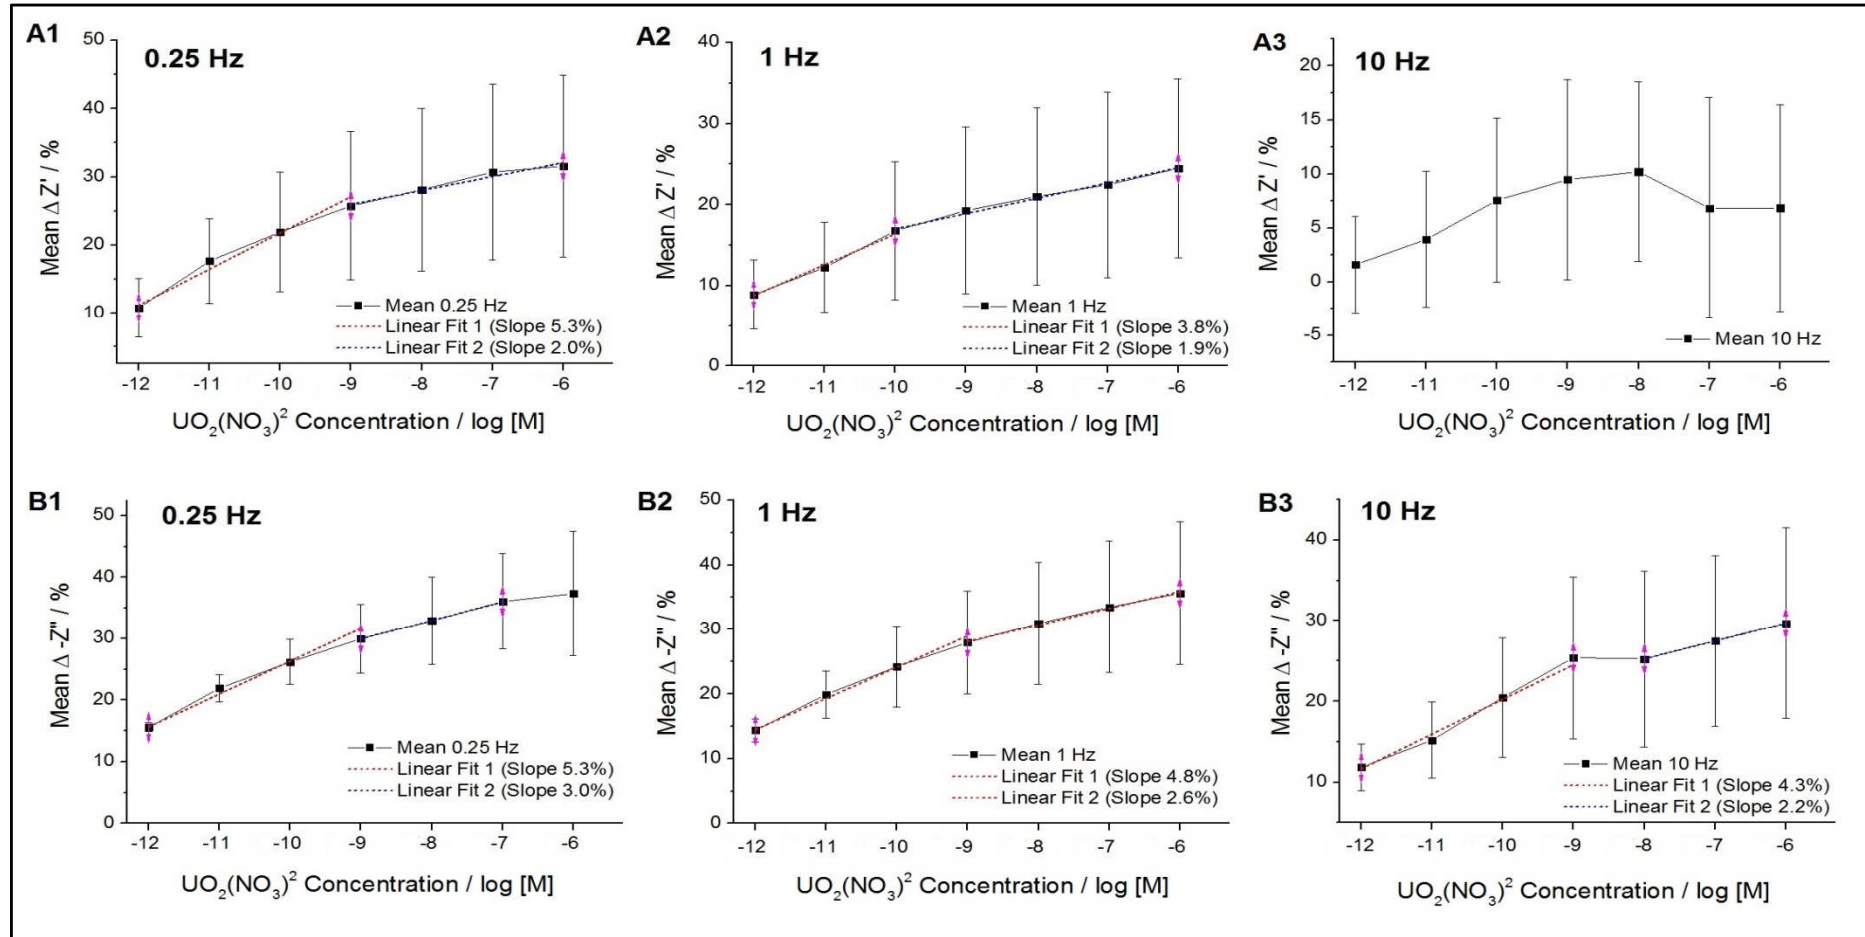 A1
0.25 Hz
50
40
30
20
10
Mean Δ Z' / %
Mean 0.25 Hz
Linear Fit 1 (Slope 5.3%)
Linear Fit 2 (Slope 2.0%)
-12 -11 -10 -9 -8 -7 -6
UO₂(NO₃)² Concentration / log [M]
A2
1 Hz
40
30
20
10
0
Mean Δ Z' / %
Mean 1 Hz
Linear Fit 1 (Slope 3.8%)
Linear Fit 2 (Slope 1.9%)
-12 -11 -10 -9 -8 -7 -6
UO₂(NO₃)² Concentration / log [M]
A3
10 Hz
20
15
10
5
0
-5
Mean Δ Z' / %
Mean 10 Hz
-12 -11 -10 -9 -8 -7 -6
UO₂(NO₃)² Concentration / log [M]
B1
0.25 Hz
50
40
30
20
10
0
Mean Δ -Z" / %
Mean 0.25 Hz
Linear Fit 1 (Slope 5.3%)
Linear Fit 2 (Slope 3.0%)
-12 -11 -10 -9 -8 -7 -6
UO₂(NO₃)² Concentration / log [M]
B2
1 Hz
50
40
30
20
10
0
Mean Δ -Z" / %
Mean 1 Hz
Linear Fit 1 (Slope 4.8%)
Linear Fit 2 (Slope 2.6%)
-12 -11 -10 -9 -8 -7 -6
UO₂(NO₃)² Concentration / log [M]
B3
10 Hz
40
30
20
10
Mean Δ -Z" / %
Mean 10 Hz
Linear Fit 1 (Slope 4.3%)
Linear Fit 2 (Slope 2.2%)
-12 -11 -10 -9 -8 -7 -6
UO₂(NO₃)² Concentration / log [M]